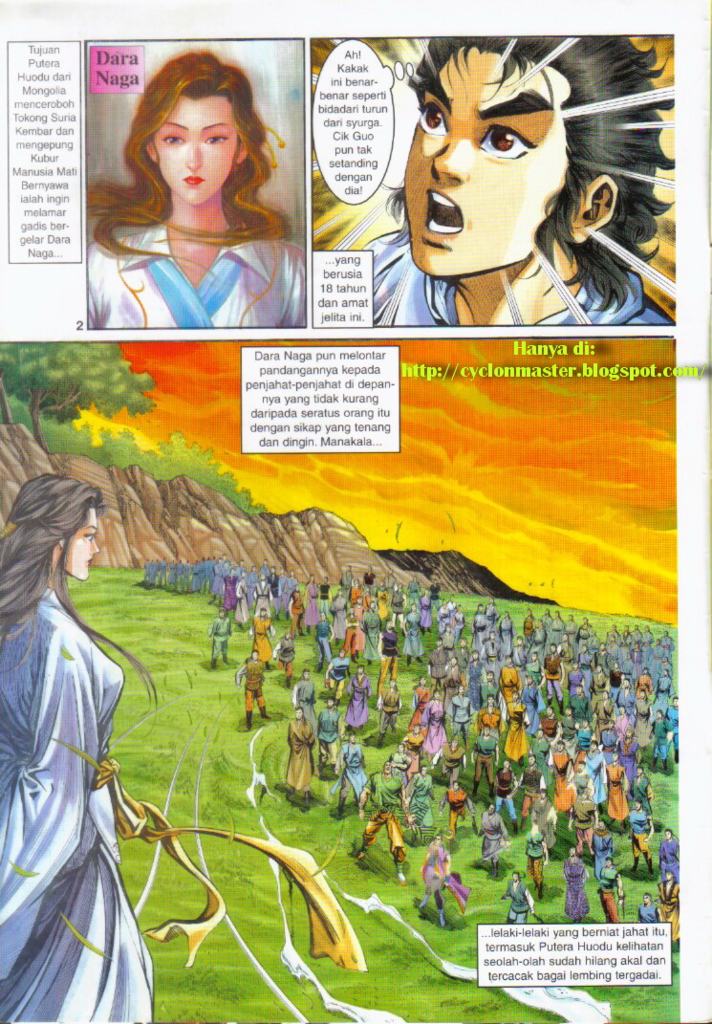 Tujuan
Putera
Huodu dari
Mongolia
menceroboh
Tokong Suria
Kembar dan
mengepung
Kubur
Manusia Mati
Bernyawa
ialah ingin
melamar
gadis ber-
gelar Dara
Naga...
Dara
Naga
Ah!
Kakak
ini benar-
benar seperti
bidadari turun
dari syurga.
Cik Guo
pun tak
setanding
dengan
dia!
...yang
berusia
18 tahun
dan amat
jelita ini.
2
Hanya di:
http://cyclonmaster.blogspot.com/
Dara Naga pun melontar
pandangannya kepada
penjahat-penjahat di depan-
nya yang tidak kurang
daripada seratus orang itu
dengan sikap yang tenang
dan dingin. Manakala...
...lelaki-lelaki yang berniat jahat itu,
termasuk Putera Huodu kelihatan
seolah-olah sudah hilang akal dan
tercacak bagai lembing tergadai.